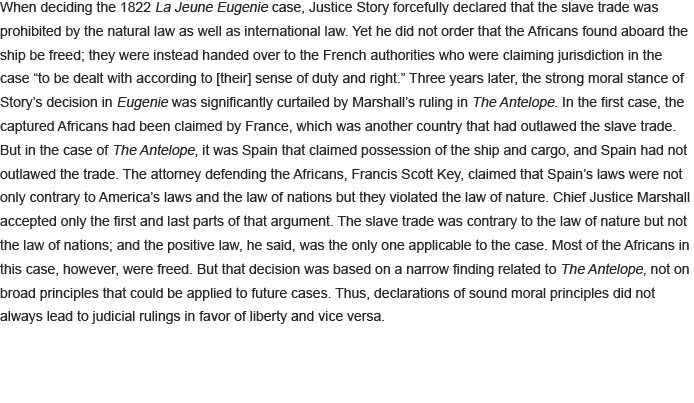 When deciding the 1822 La Jeune Eugenie case, Justice Story forcefully declared that the slave trade was
prohibited by the natural law as well as international law. Yet he did not order that the Africans found aboard the
ship be freed; they were instead handed over to the French authorities who were claiming jurisdiction in the
case “to be dealt with according to [their] sense of duty and right.” Three years later, the strong moral stance of
Story’s decision in Eugenie was significantly curtailed by Marshall’s ruling in The Antelope. In the first case, the
captured Africans had been claimed by France, which was another country that had outlawed the slave trade.
But in the case of The Antelope, it was Spain that claimed possession of the ship and cargo, and Spain had not
outlawed the trade. The attorney defending the Africans, Francis Scott Key, claimed that Spain’s laws were not
only contrary to America’s laws and the law of nations but they violated the law of nature. Chief Justice Marshall
accepted only the first and last parts of that argument. The slave trade was contrary to the law of nature but not
the law of nations; and the positive law, he said, was the only one applicable to the case. Most of the Africans in
this case, however, were freed. But that decision was based on a narrow finding related to The Antelope, not on
broad principles that could be applied to future cases. Thus, declarations of sound moral principles did not
always lead to judicial rulings in favor of liberty and vice versa.